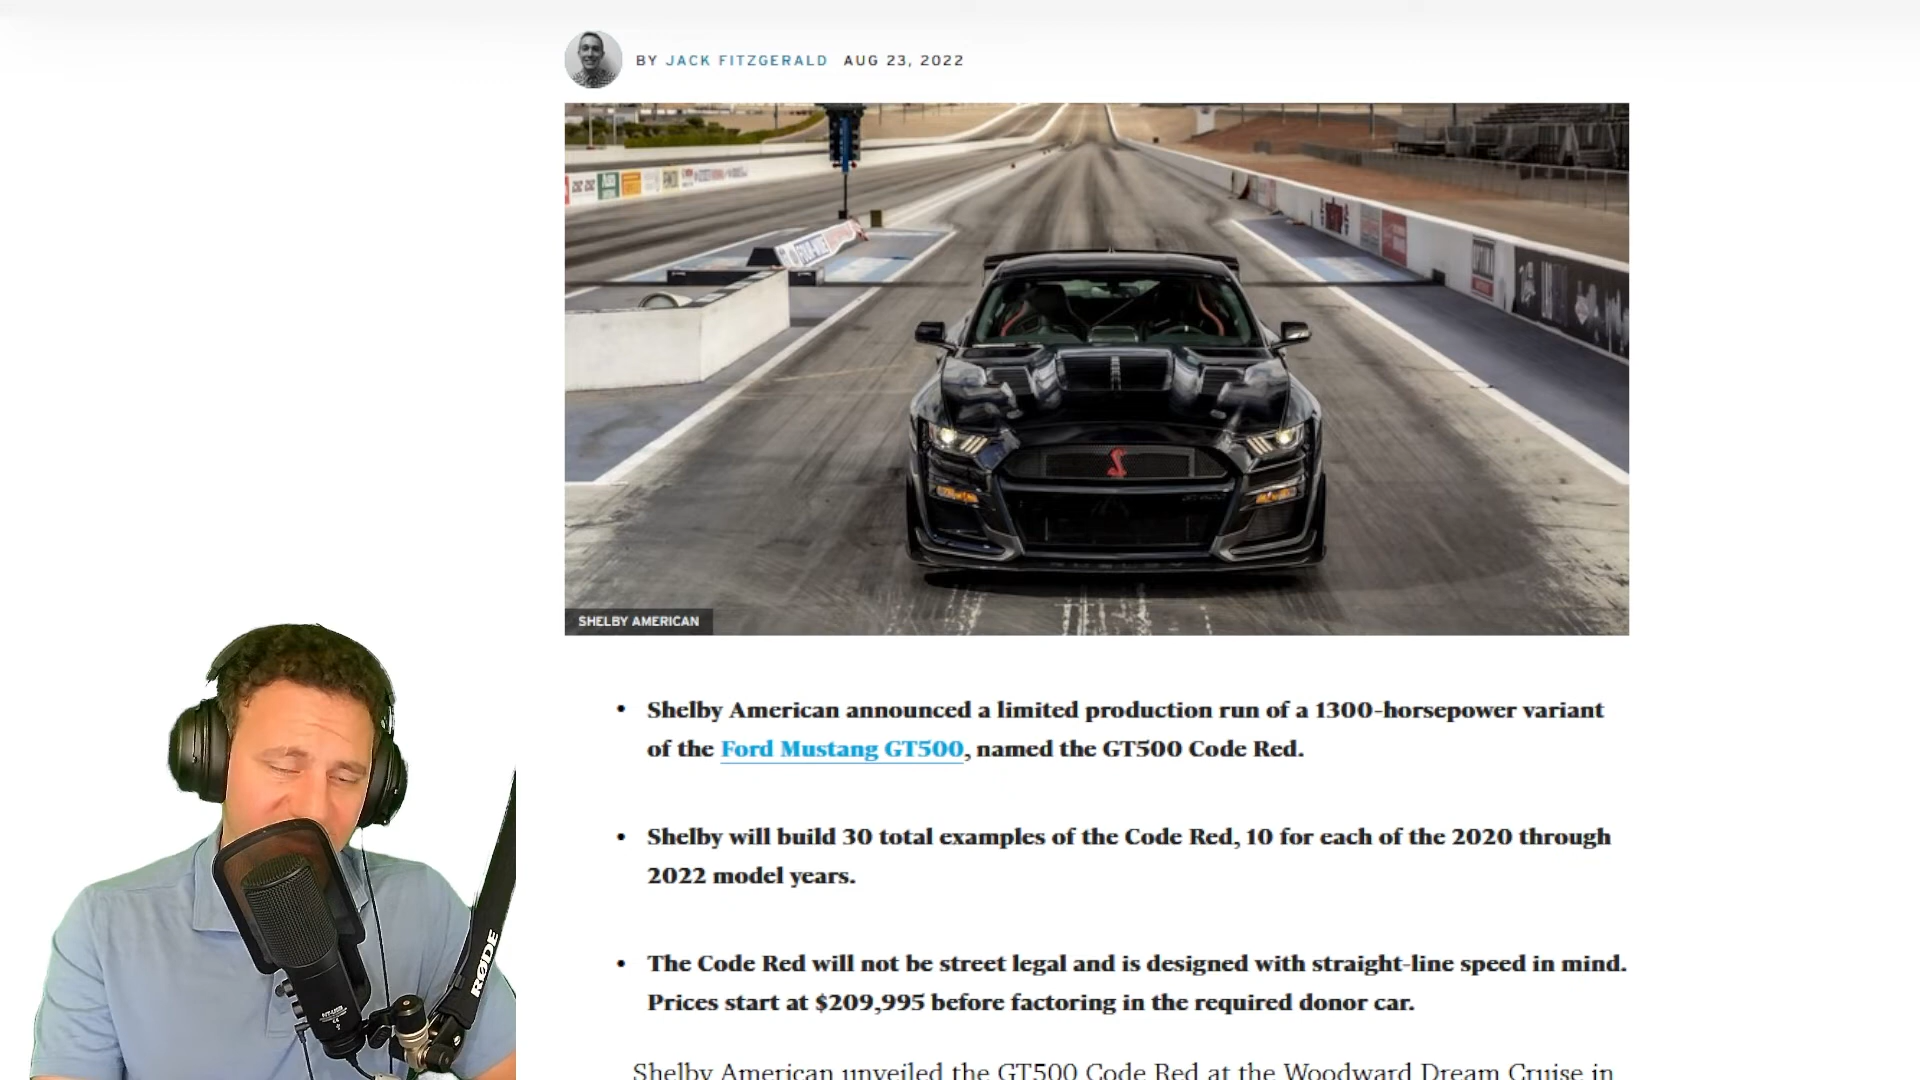 BY JACK FITZGERALD AUG 23, 2022
SHELBY AMERICAN
• Shelby American announced a limited production run of a 1300-horsepower variant
of the Ford Mustang GT500, named the GT500 Code Red.
• Shelby will build 30 total examples of the Code Red, 10 for each of the 2020 through
2022 model years.
• The Code Red will not be street legal and is designed with straight-line speed in mind.
Prices start at $209,995 before factoring in the required donor car.
Shelby American unveiled the GT500 Code Red at the Woodward Dream Cruise in
RØDE